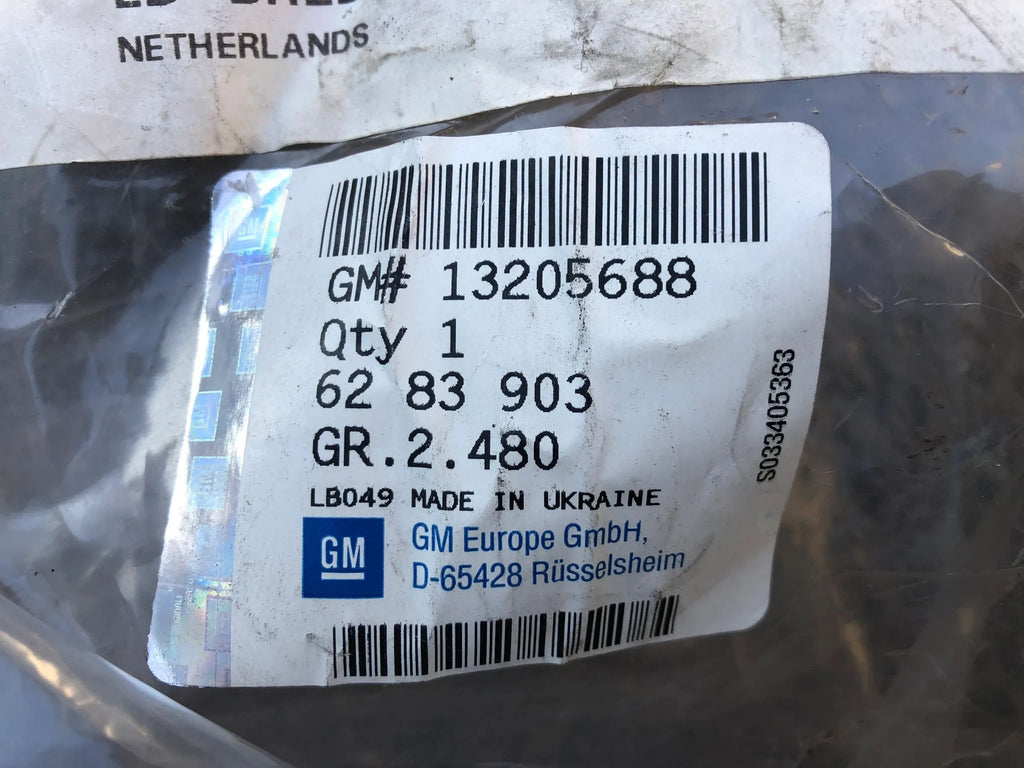 NETHERLANDS
GM# 13205688
Qty 1
62 83 903
GR.2.480
LB049 MADE IN UKRAINE
GM
GM Europe GmbH,
D-65428 Rüsselsheim
S033405363